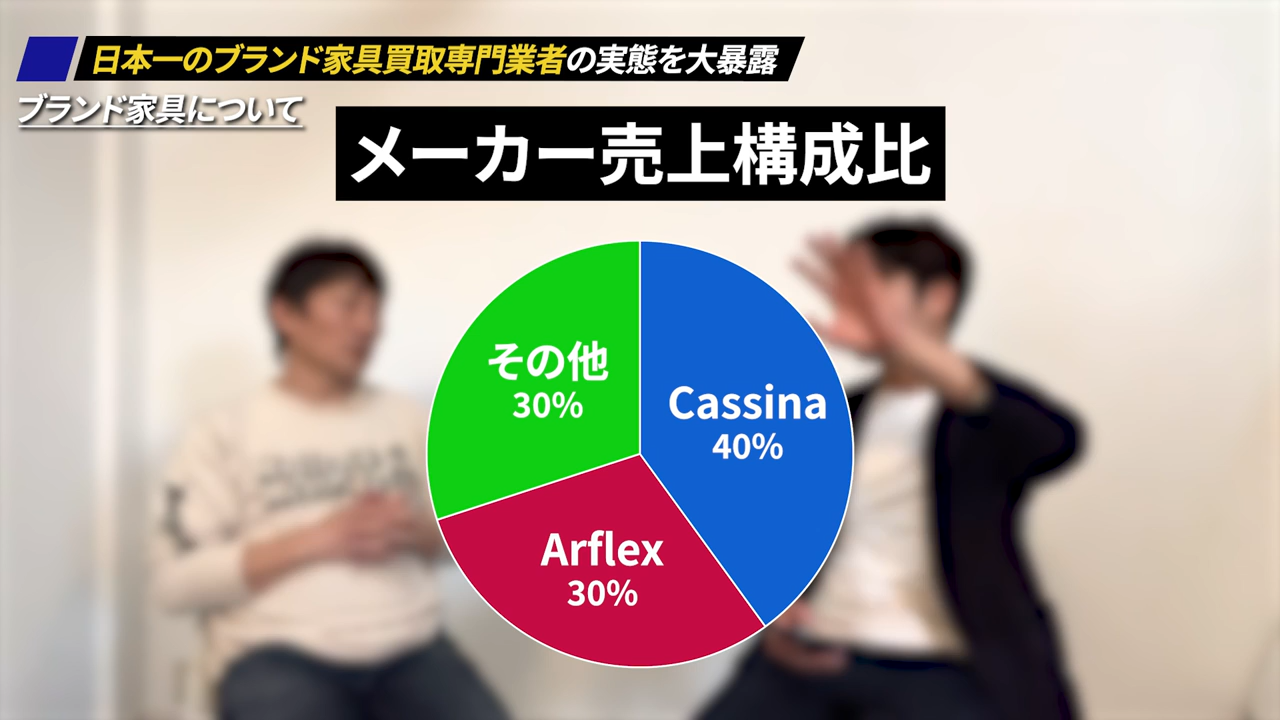 日本一のブランド家具買取専門業者の実態を大暴露
ブランド家具について
メーカー売上構成比
その他
30%
Cassina
40%
Arflex
30%